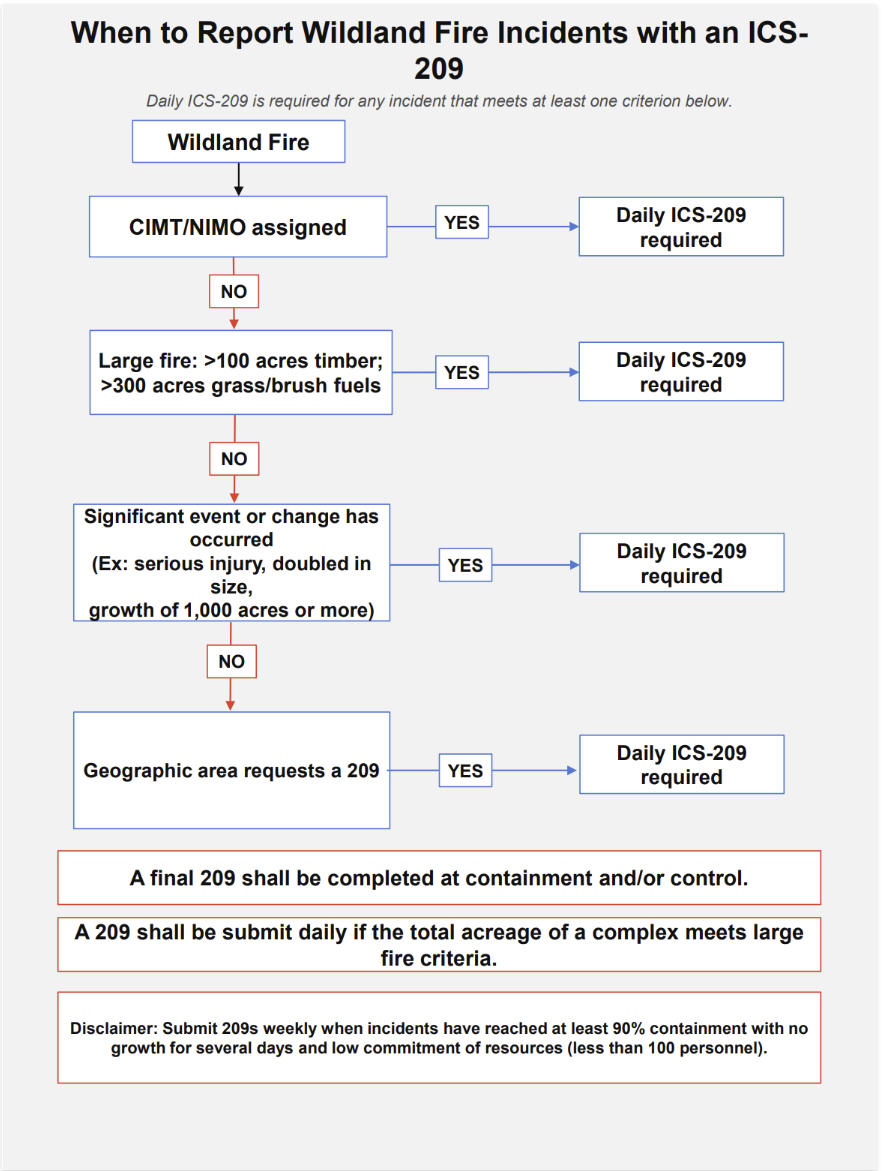 When to Report Wildland Fire Incidents with an ICS-
209
Daily ICS-209 is required for any incident that meets at least one criterion below.
Wildland Fire
CIMT/NIMO assigned
YES
Daily ICS-209
required
NO
Large fire: >100 acres timber;
>300 acres grass/brush fuels
YES
Daily ICS-209
required
NO
Significant event or change has
occurred
(Ex: serious injury, doubled in
size,
growth of 1,000 acres or more)
YES
Daily ICS-209
required
NO
Geographic area requests a 209
YES
Daily ICS-209
required
A final 209 shall be completed at containment and/or control.
A 209 shall be submit daily if the total acreage of a complex meets large
fire criteria.
Disclaimer: Submit 209s weekly when incidents have reached at least 90% containment with no
growth for several days and low commitment of resources (less than 100 personnel).